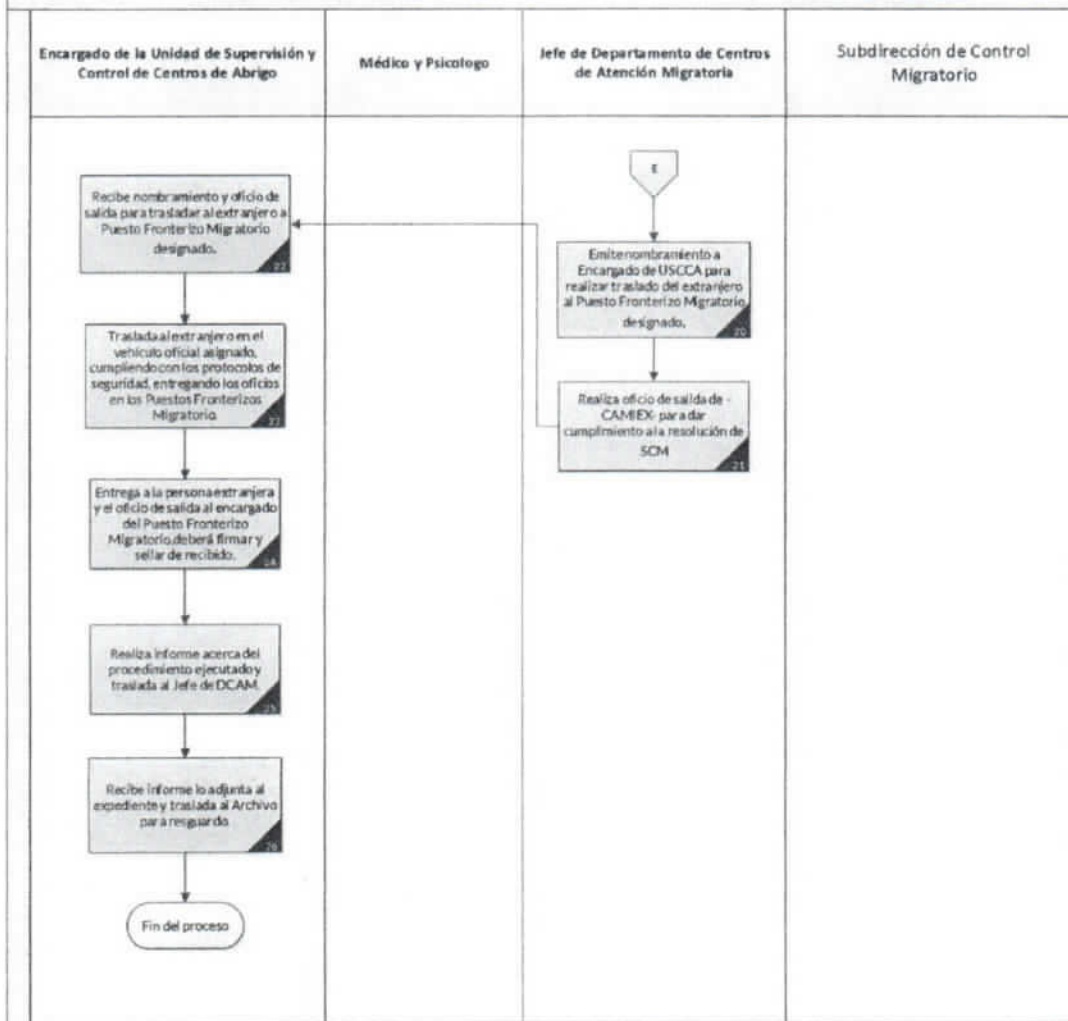 Encargado de la Unidad de Supervisión y
Control de Centros de Abrigo
Médico y Psicologo
Jefe de Departamento de Centros
de Atención Migratoria
Subdirección de Control
Migratorio
E
Emite nombramiento a
Encargado de USCCA para
realizar traslado del extranjero
al Puesto Fronterizo Migratorio
designado.
20
Realiza oficio de salida de -
CAMIEX- para dar
cumplimiento a la resolución de
SCM
21
Recibe nombramiento y oficio de
salida para trasladar al extranjero a
Puesto Fronterizo Migratorio
designado.
22
Traslada al extranjero en el
vehículo oficial asignado,
cumpliendo con los protocolos de
seguridad, entregando los oficios
en los Puestos Fronterizos
Migratorio.
23
Entrega a la persona extranjera
y el oficio de salida al encargado
del Puesto Fronterizo
Migratorio,deberá firmar y
sellar de recibido.
24
Realiza informe acerca del
procedimiento ejecutado y
traslada al Jefe de DCAM.
25
Recibe informe lo adjunta al
expediente y traslada al Archivo
para resguardo.
26
Fin del proceso